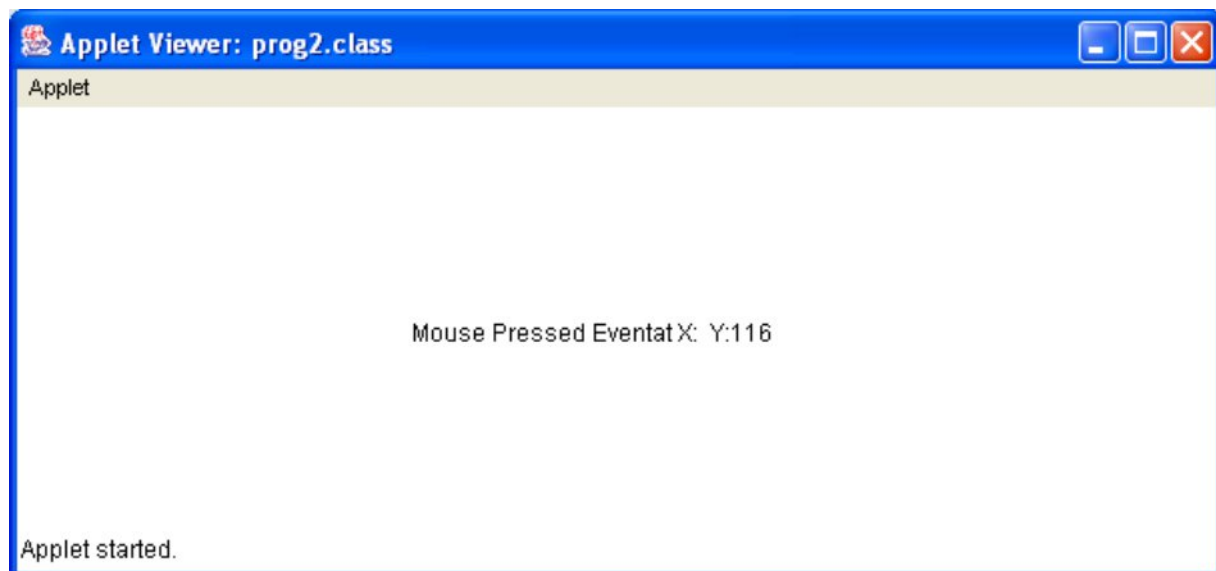 Applet Viewer: prog2.class
Applet
Mouse Pressed Eventat X: Y:116
Applet started.